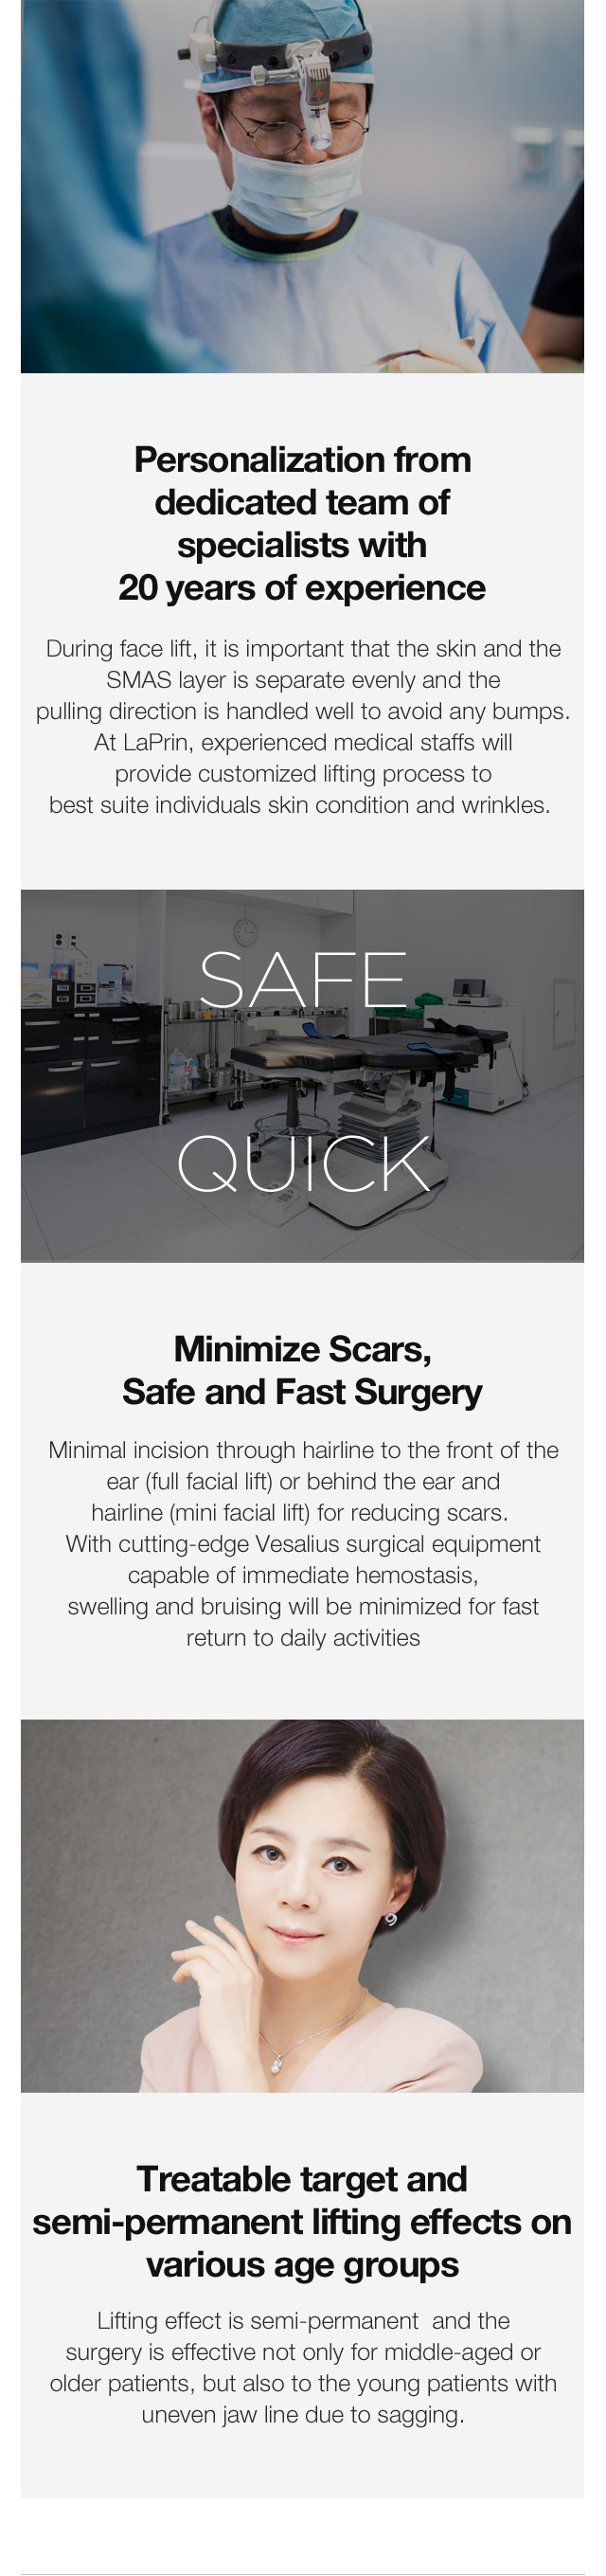 Personalization from
dedicated team of
specialists with
20 years of experience
During face lift, it is important that the skin and the
SMAS layer is separate evenly and the
pulling direction is handled well to avoid any bumps.
At LaPrin, experienced medical staffs will
provide customized lifting process to
best suite individuals skin condition and wrinkles.
SAFE
QUICK
Minimize Scars,
Safe and Fast Surgery
Minimal incision through hairline to the front of the
ear (full facial lift) or behind the ear and
hairline (mini facial lift) for reducing scars.
With cutting-edge Vesalius surgical equipment
capable of immediate hemostasis,
swelling and bruising will be minimized for fast
return to daily activities
Treatable target and
semi-permanent lifting effects on
various age groups
Lifting effect is semi-permanent  and the
surgery is effective not only for middle-aged or
older patients, but also to the young patients with
uneven jaw line due to sagging.